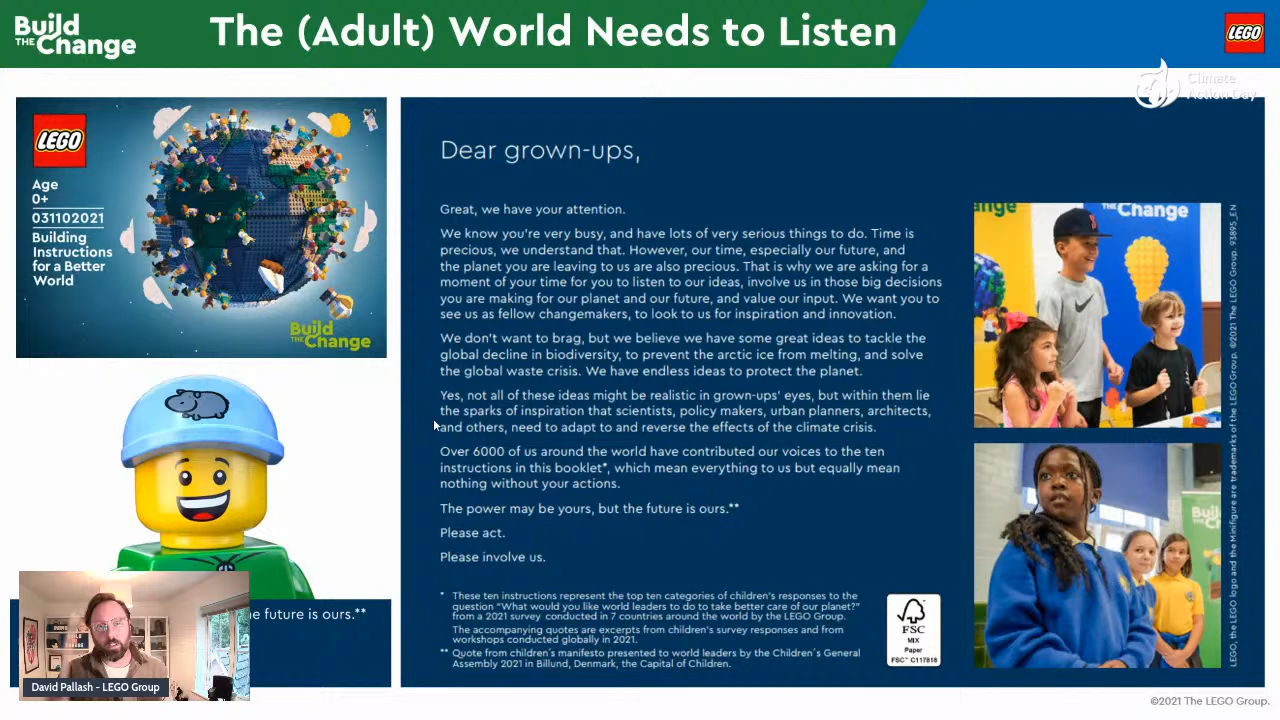 Build
THE Change
The (Adult) World Needs to Listen
LEGO
Climate
Action Day
LEGO
Age
0+
031102021
Building
Instructions
for a Better
World
Build
THE Change
Dear grown-ups,
Great, we have your attention.
We know you're very busy, and have lots of very serious things to do. Time is
precious, we understand that. However, our time, especially our future, and
the planet you are leaving to us are also precious. That is why we are asking for a
moment of your time for you to listen to our ideas, involve us in those big decisions
you are making for our planet and our future, and value our input. We want you to
see us as fellow changemakers, to look to us for inspiration and innovation.
We don't want to brag, but we believe we have some great ideas to tackle the
global decline in biodiversity, to prevent the arctic ice from melting, and solve
the global waste crisis. We have endless ideas to protect the planet.
Yes, not all of these ideas might be realistic in grown-ups' eyes, but within them lie
the sparks of inspiration that scientists, policy makers, urban planners, architects,
and others, need to adapt to and reverse the effects of the climate crisis.
Over 6000 of us around the world have contributed our voices to the ten
instructions in this booklet*, which mean everything to us but equally mean
nothing without your actions.
The power may be yours, but the future is ours.**
Please act.
Please involve us.
* These ten instructions represent the top ten categories of children's responses to the
question "What would you like world leaders to do to take better care of our planet?"
from a 2021 survey conducted in 7 countries around the world by the LEGO Group.
The accompanying quotes are excerpts from children's survey responses and from
workshops conducted globally in 2021.
** Quote from children's manifesto presented to world leaders by the Children's General
Assembly 2021 in Billund, Denmark, the Capital of Children.
FSC
MIX
Paper
FSC™ C117818
THE Change
LEGO, the LEGO logo and the Minifigure are trademarks of the LEGO Group. ©2021 The LEGO Group. 93895_EN
e future is ours.**
David Pallash - LEGO Group
©2021 The LEGO Group.